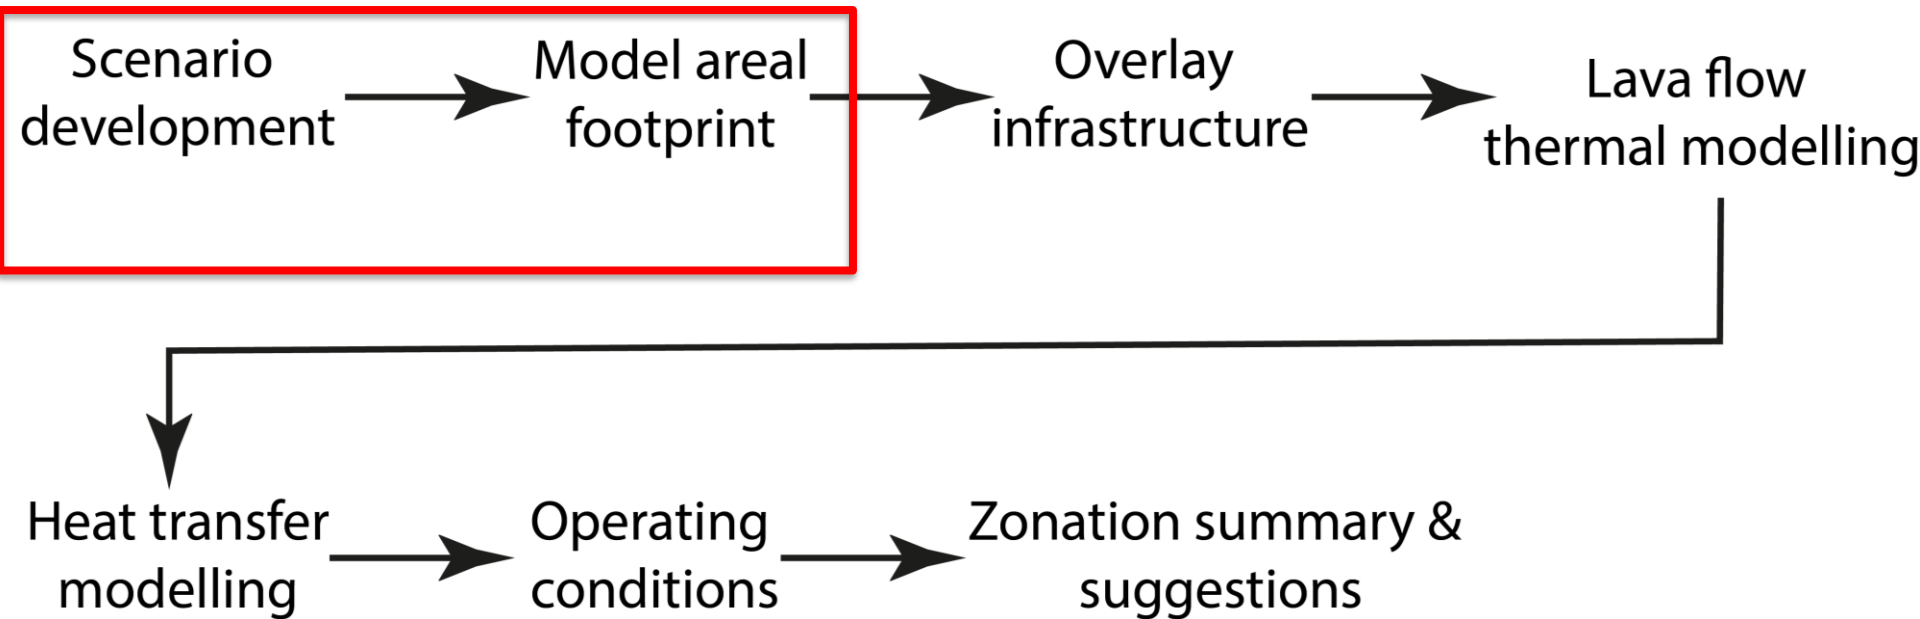 Scenario
development
Model areal
footprint
Overlay
infrastructure
Lava flow
thermal modelling
Heat transfer
modelling
Operating
conditions
Zonation summary &
suggestions